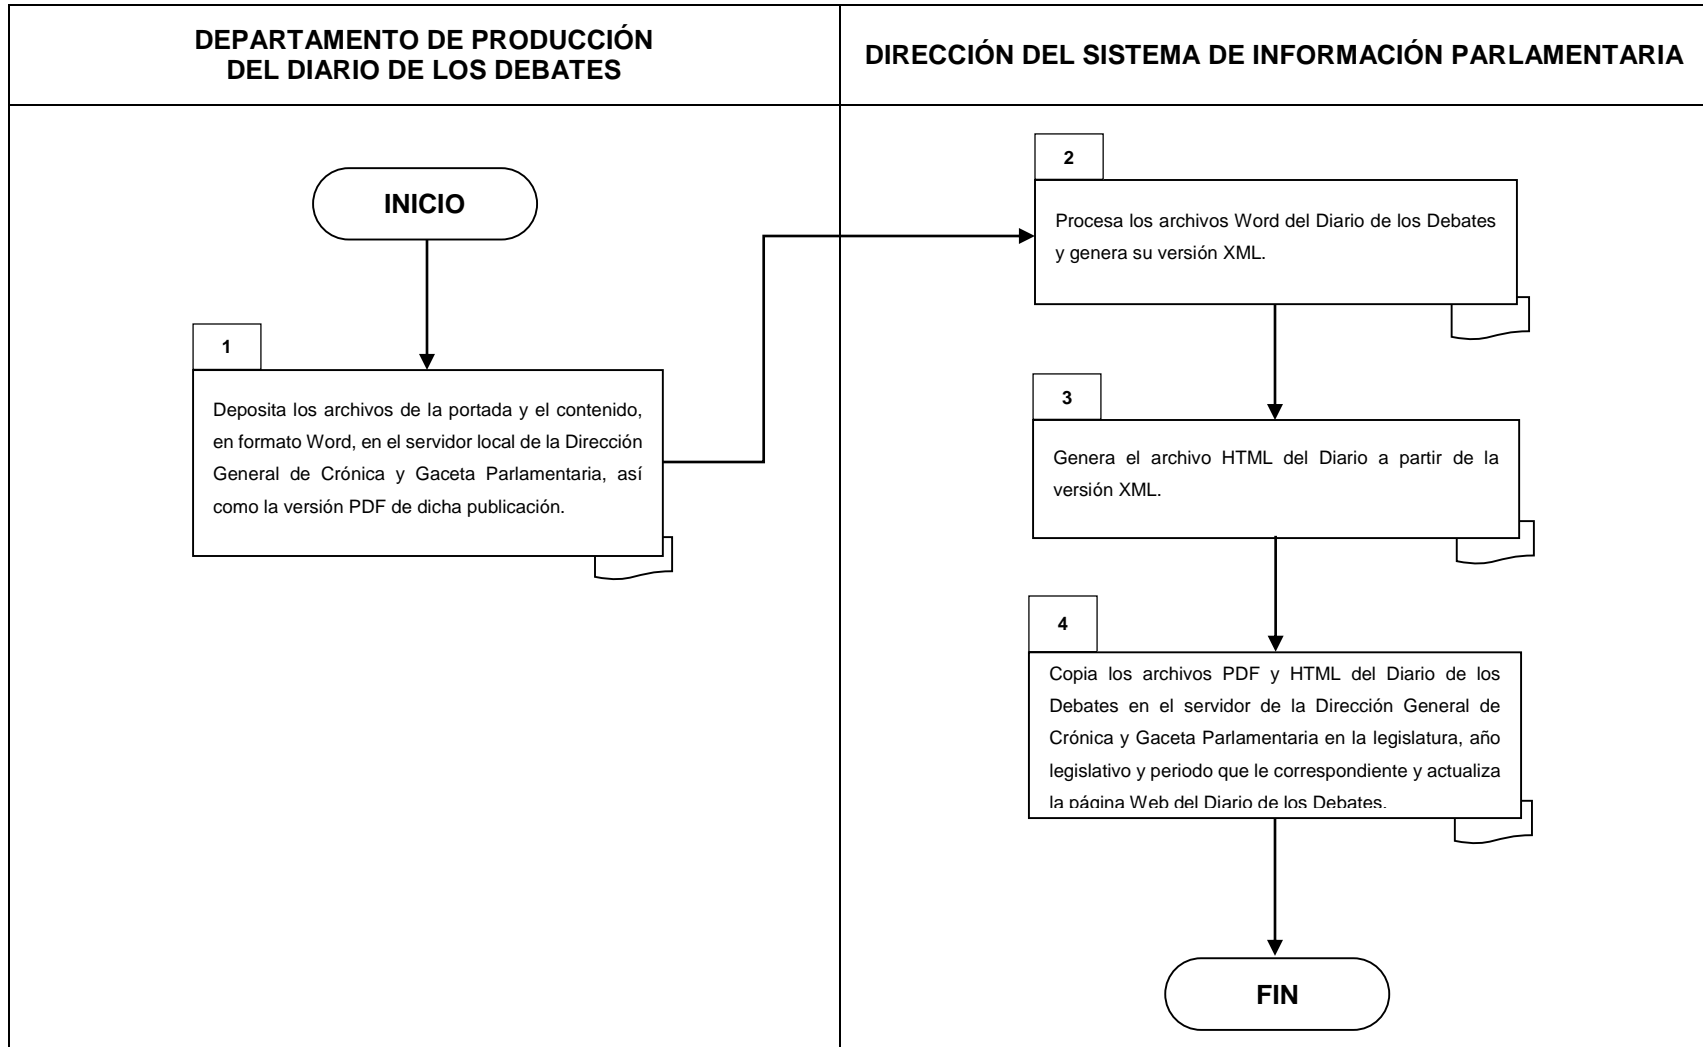 DEPARTAMENTO DE PRODUCCIÓN
DEL DIARIO DE LOS DEBATES
DIRECCIÓN DEL SISTEMA DE INFORMACIÓN PARLAMENTARIA
INICIO
1
Deposita los archivos de la portada y el contenido,
en formato Word, en el servidor local de la Dirección
General de Crónica y Gaceta Parlamentaria, así
como la versión PDF de dicha publicación.
2
Procesa los archivos Word del Diario de los Debates
y genera su versión XML.
3
Genera el archivo HTML del Diario a partir de la
versión XML.
4
Copia los archivos PDF y HTML del Diario de los
Debates en el servidor de la Dirección General de
Crónica y Gaceta Parlamentaria en la legislatura, año
legislativo y periodo que le correspondiente y actualiza
la página Web del Diario de los Debates.
FIN